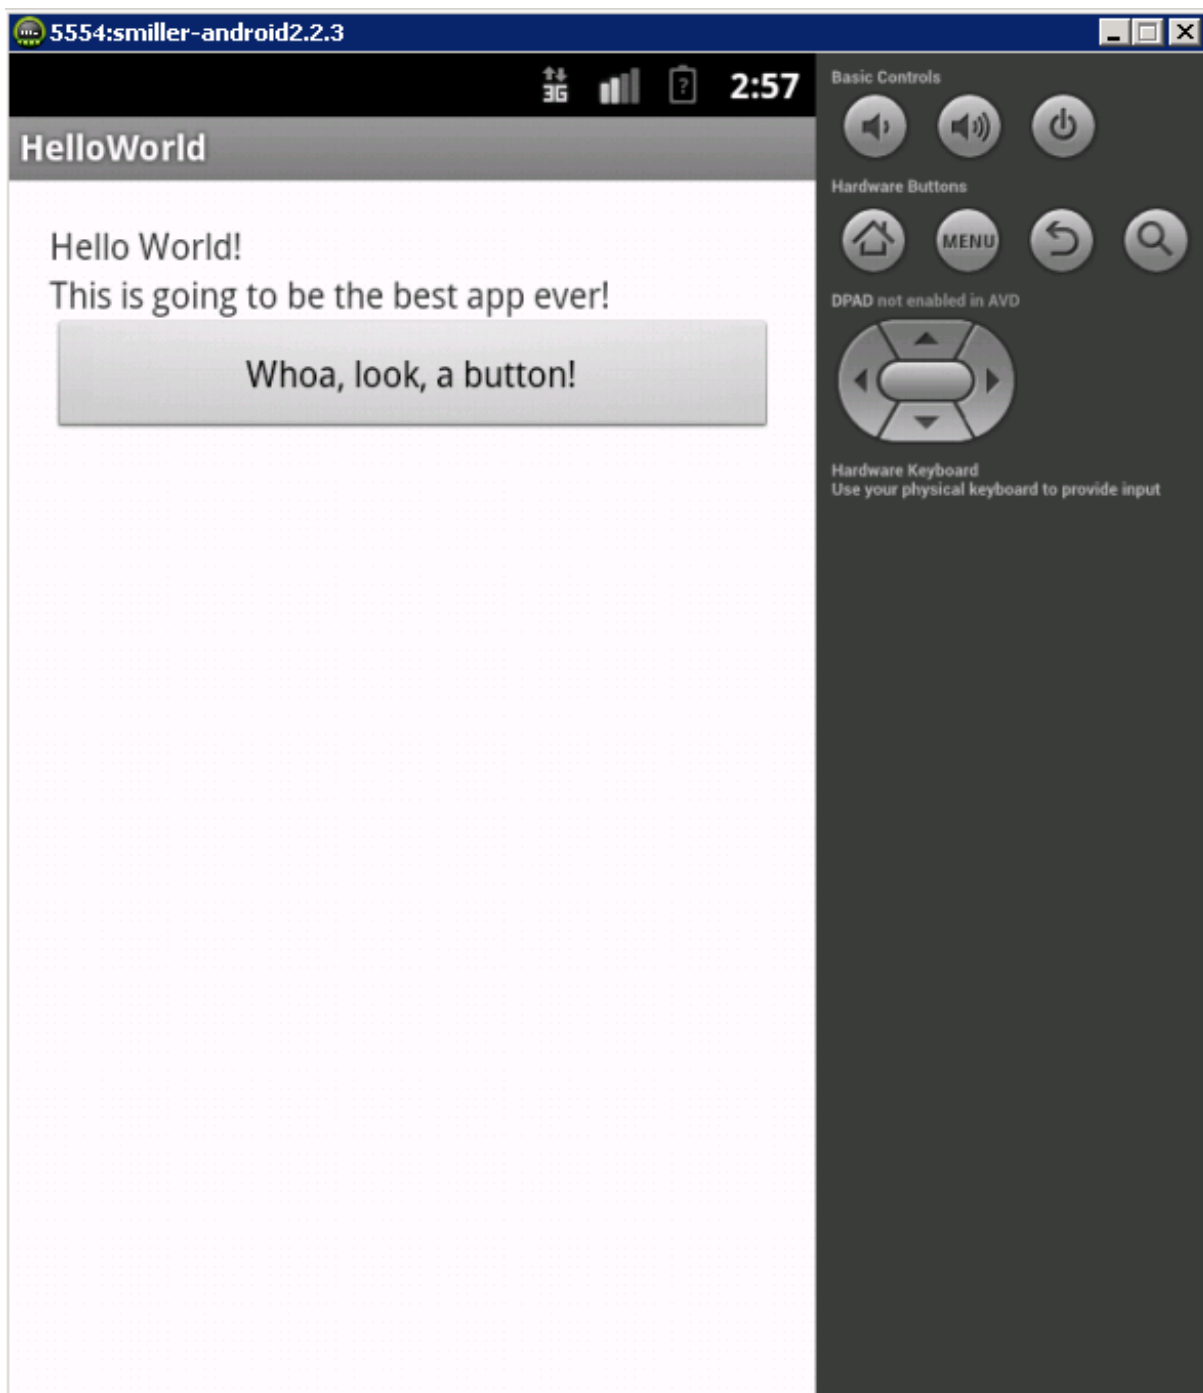 5554:smiller-android2.2.3
3G ? 2:57
HelloWorld
Hello World!
This is going to be the best app ever!
Whoa, look, a button!
Basic Controls
Hardware Buttons
MENU
DPAD not enabled in AVD
Hardware Keyboard
Use your physical keyboard to provide input